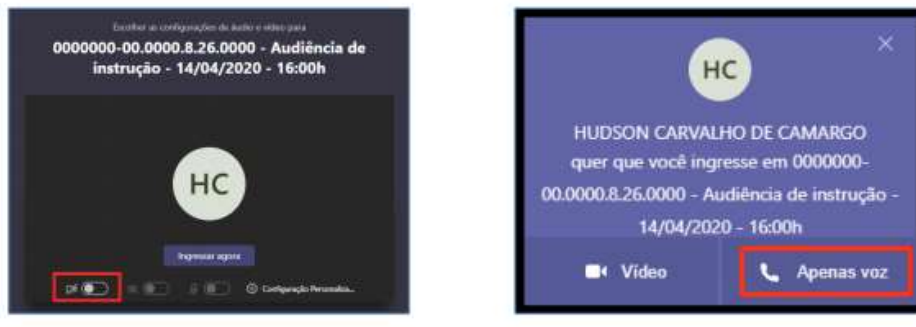 Escolher as configurações de áudio e vídeo para
0000000-00.0000.8.26.0000 - Audiência de
instrução - 14/04/2020 - 16:00h
HC
Ingressar agora
Configuração Personaliza...
HC
HUDSON CARVALHO DE CAMARGO
quer que você ingresse em 0000000-
00.0000.8.26.0000 - Audiência de instrução -
14/04/2020 - 16:00h
Vídeo
Apenas voz